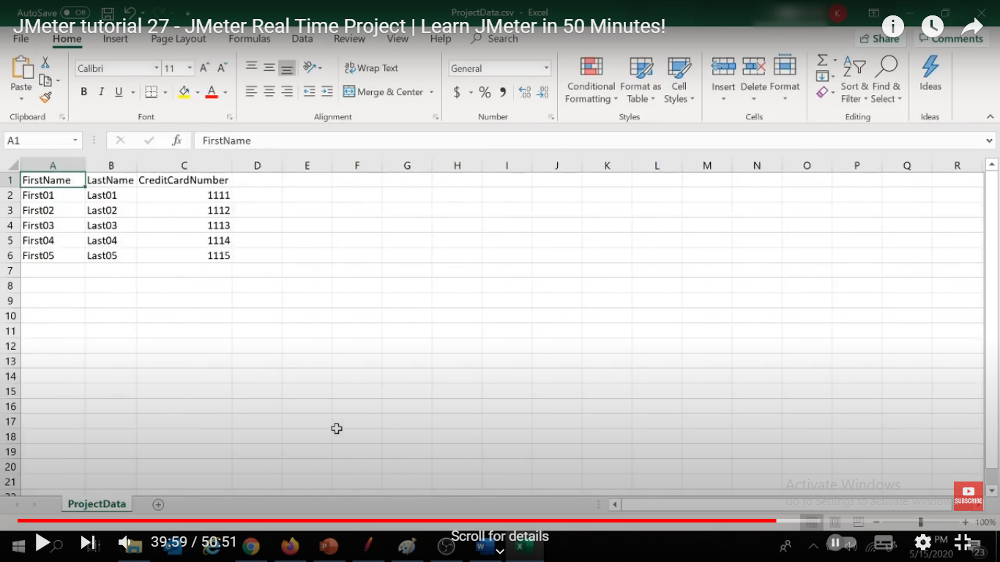 AutoSave Off
ProjectData.csv - Excel
K
JMeter tutorial 27 - JMeter Real Time Project | Learn JMeter in 50 Minutes!
File Home Insert Page Layout Formulas Data Review View Help Search Share Comments
Paste
Calibri 11
Wrap Text
General
Conditional Formatting
Format as Table
Cell Styles
Insert Delete Format
Sort & Filter
Find & Select
Ideas
B I U A
Merge & Center
$ % 9
Clipboard Font Alignment Number Styles Cells Editing Ideas
A1 fx FirstName
A B C D E F G H I J K L M N O P Q R
1 FirstName LastName CreditCardNumber
2 First01 Last01 1111
3 First02 Last02 1112
4 First03 Last03 1113
5 First04 Last04 1114
6 First05 Last05 1115
7
8
9
10
11
12
13
14
15
16
17
18
19
20
21
Activate Windows
Go to Settings to activate Windows
SUBSCRIBE
ProjectData
100%
39:59 / 50:51
Scroll for details
PM
5/15/2020
23